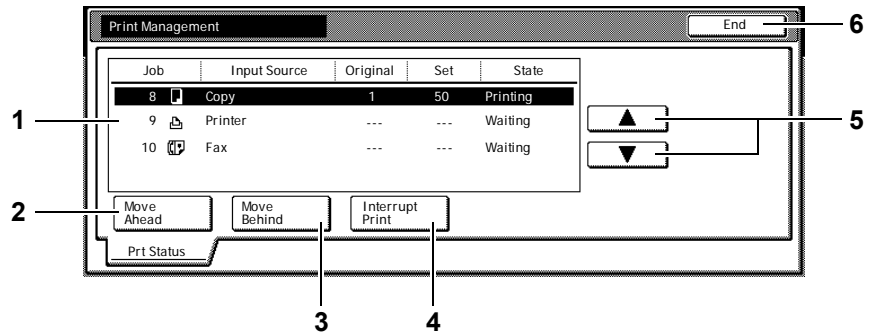 Print Management
End
6
Job Input Source Original Set State
8 Copy 1 50 Printing
1
9 Printer --- --- Waiting
5
10 Fax --- --- Waiting
2
Move Ahead
Move Behind
Interrupt Print
Prt Status
3
4